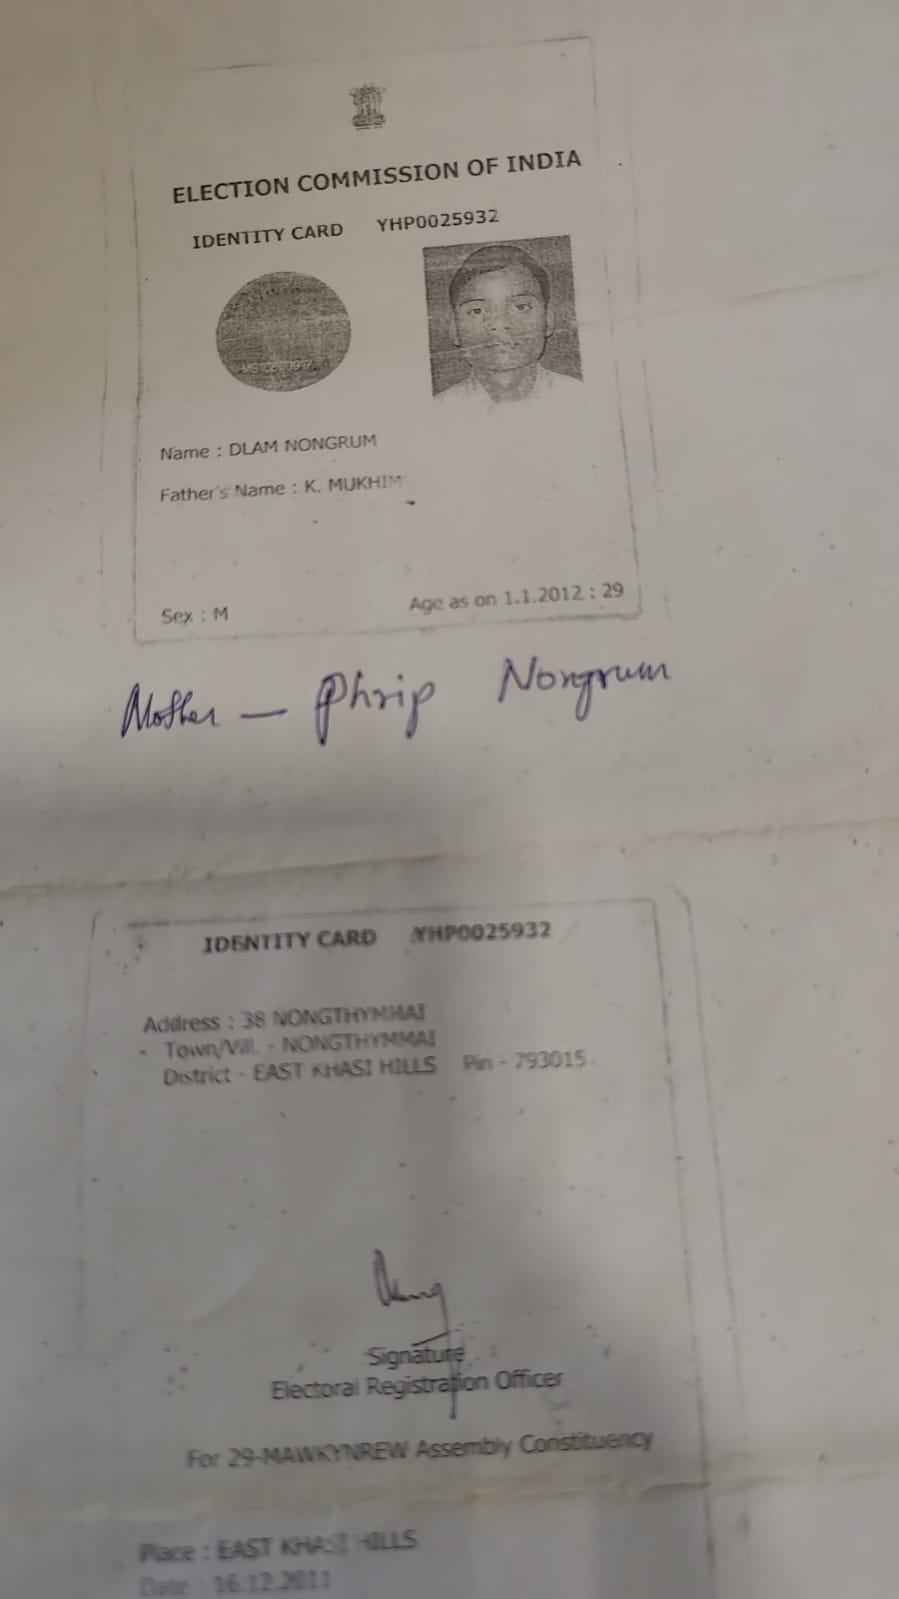 ELECTION COMMISSION OF INDIA
IDENTITY CARD YHP0025932
Name : DLAM NONGRUM
Father's Name : K. MUKHIM
Sex : M
Age as on 1.1.2012 : 29
Mother — Phrip Nongrum
IDENTITY CARD YHP0025932
Address : 38 NONGTHYMMAI
Town/Vill. - NONGTHYMMAI
District - EAST KHASI HILLS Pin - 793015
Signature
Electoral Registration Officer
For 29-MAWKYNREW Assembly Constituency
Place : EAST KHASI HILLS
Date : 16.12.2011